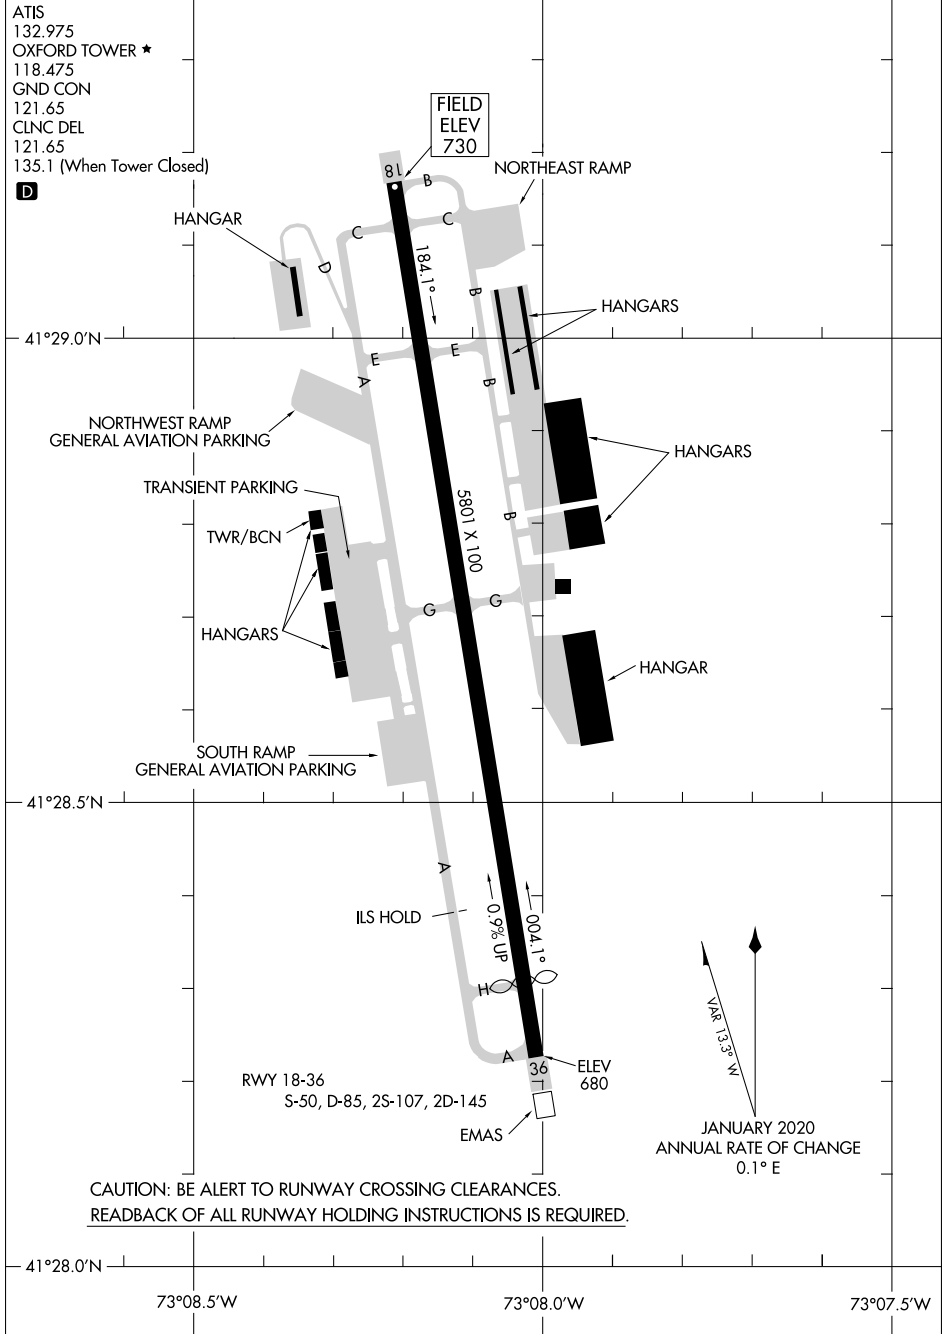 ATIS
132.975
OXFORD TOWER ★
118.475
GND CON
121.65
CLNC DEL
121.65
135.1 (When Tower Closed)
D
FIELD
ELEV
730
NORTHEAST RAMP
18
B
HANGAR
C
C
D
184.1°
B
HANGARS
41°29.0'N
E
E
A
B
NORTHWEST RAMP
GENERAL AVIATION PARKING
HANGARS
TRANSIENT PARKING
5801 X 100
B
TWR/BCN
G
G
HANGARS
HANGAR
SOUTH RAMP
GENERAL AVIATION PARKING
41°28.5'N
A
ILS HOLD
0.9% UP
004.1°
H
VAR 13.3° W
A
36
ELEV
680
RWY 18-36
S-50, D-85, 2S-107, 2D-145
EMAS
JANUARY 2020
ANNUAL RATE OF CHANGE
0.1° E
CAUTION: BE ALERT TO RUNWAY CROSSING CLEARANCES.
READBACK OF ALL RUNWAY HOLDING INSTRUCTIONS IS REQUIRED.
41°28.0'N
73°08.5'W
73°08.0'W
73°07.5'W